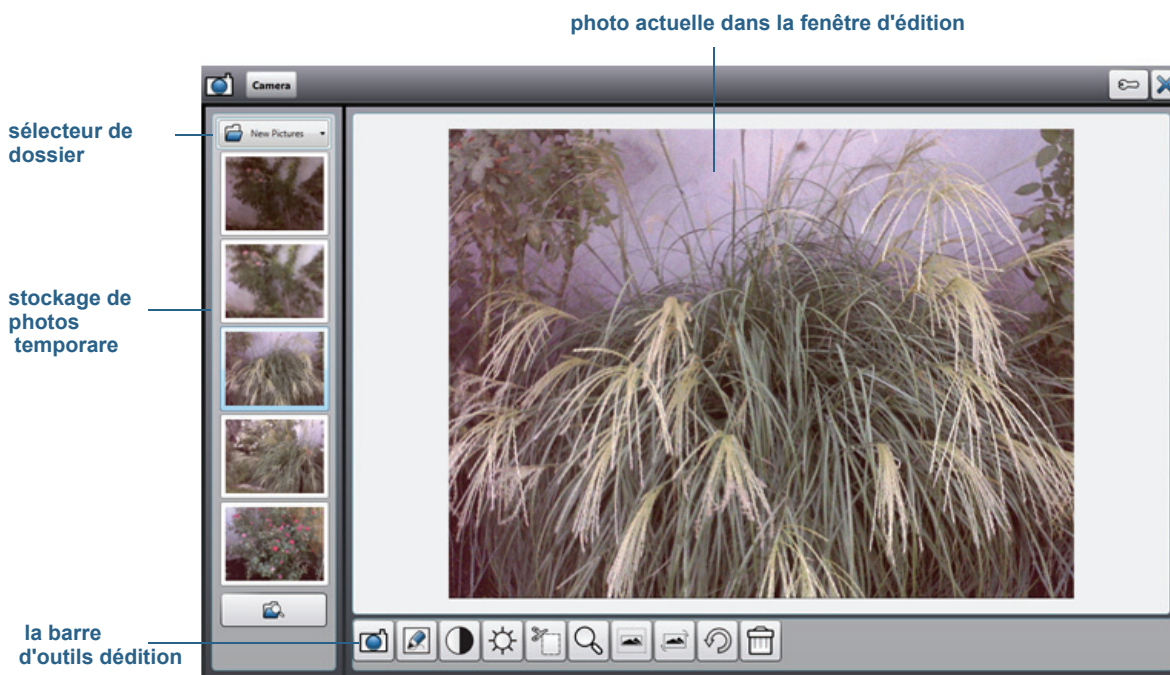 photo actuelle dans la fenêtre d'édition
Camera
sélecteur de
dossier
New Pictures
stockage de
photos
temporare
la barre
d'outils dédition